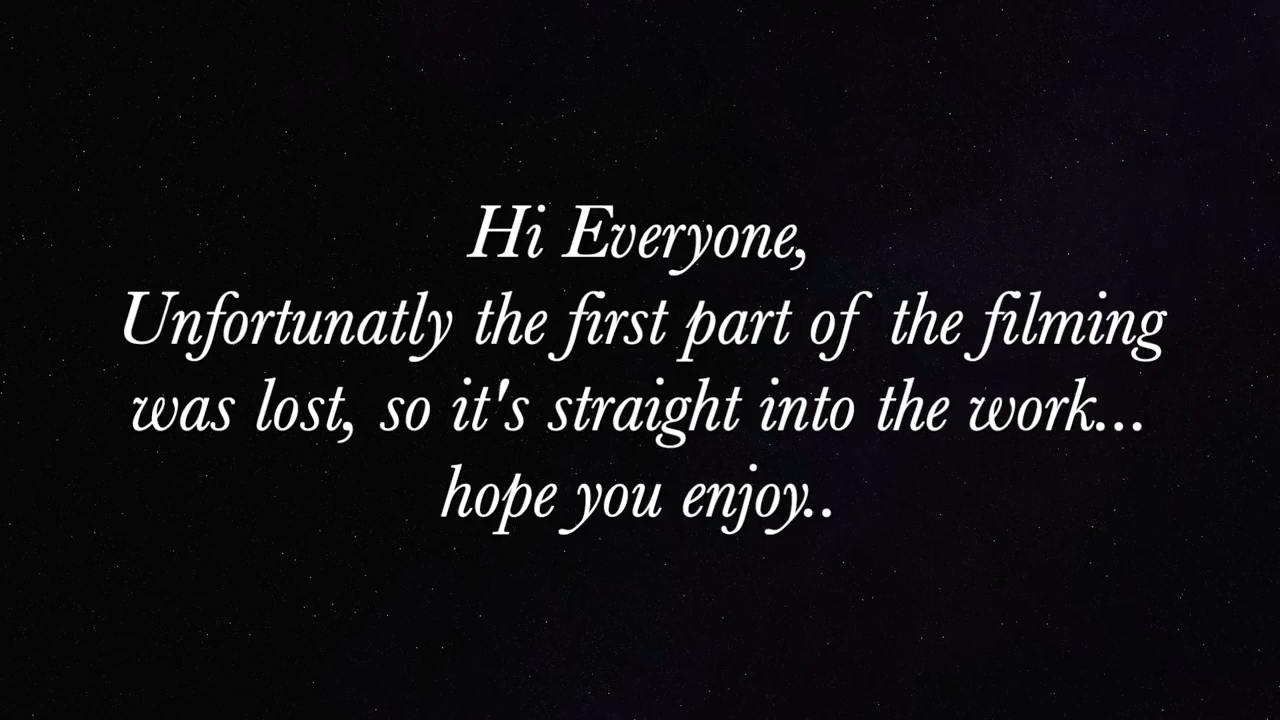 Hi Everyone,
Unfortunatly the first part of the filming
was lost, so it's straight into the work...
hope you enjoy..